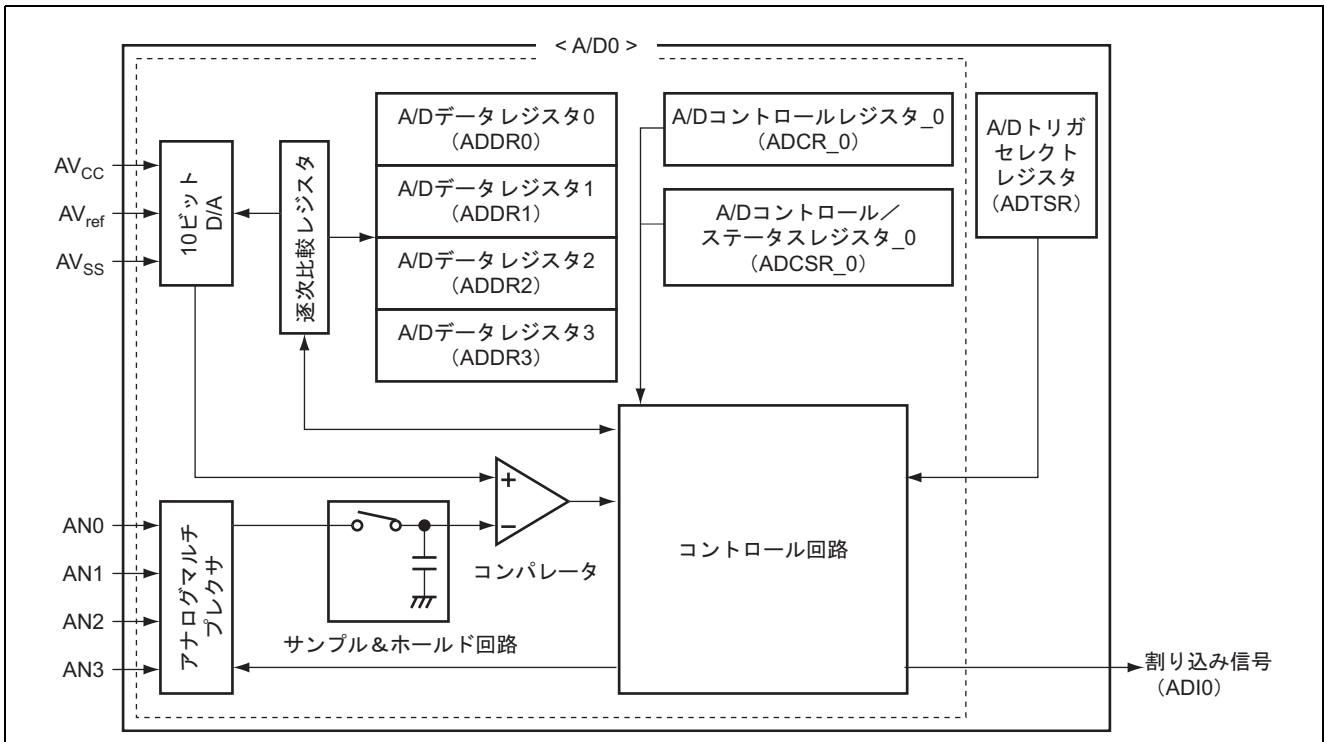 < A/D0 >
AVCC
AVref
AVSS
10ビット
D/A
逐次比較レジスタ
A/Dデータレジスタ0
（ADDR0）
A/Dデータレジスタ1
（ADDR1）
A/Dデータレジスタ2
（ADDR2）
A/Dデータレジスタ3
（ADDR3）
A/Dコントロールレジスタ_0
（ADCR_0）
A/Dコントロール／
ステータスレジスタ_0
（ADCSR_0）
A/Dトリガ
セレクト
レジスタ
（ADTSR）
AN0
AN1
AN2
AN3
アナログマルチ
プレクサ
サンプル＆ホールド回路
+
−
コンパレータ
コントロール回路
割り込み信号
（ADI0）